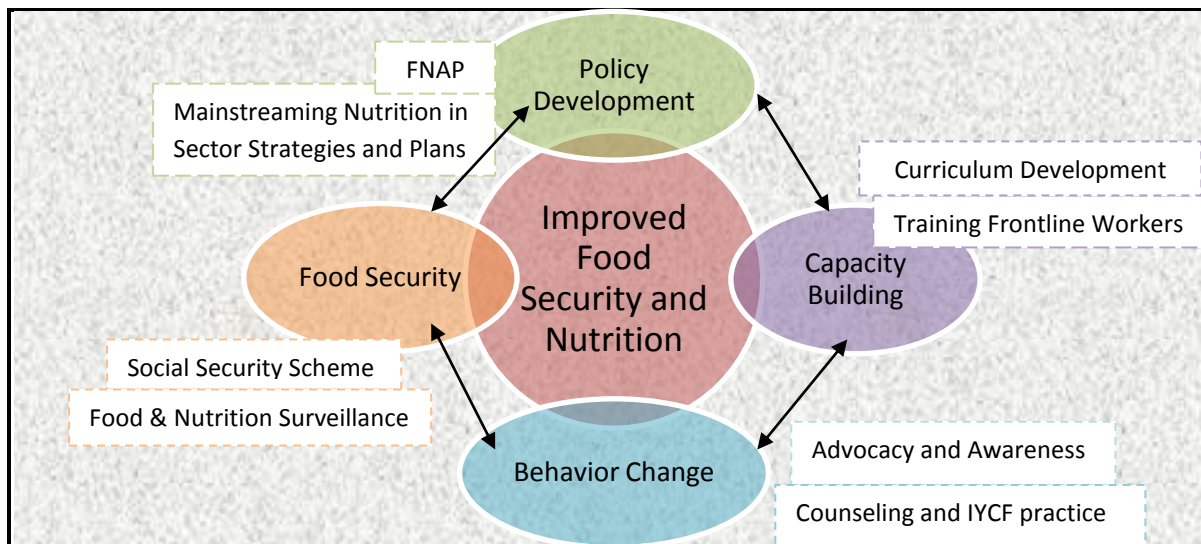 FNAP
Mainstreaming Nutrition in
Sector Strategies and Plans
Policy
Development
Curriculum Development
Training Frontline Workers
Capacity
Building
Improved
Food
Security and
Nutrition
Food Security
Social Security Scheme
Food & Nutrition Surveillance
Behavior Change
Advocacy and Awareness
Counseling and IYCF practice